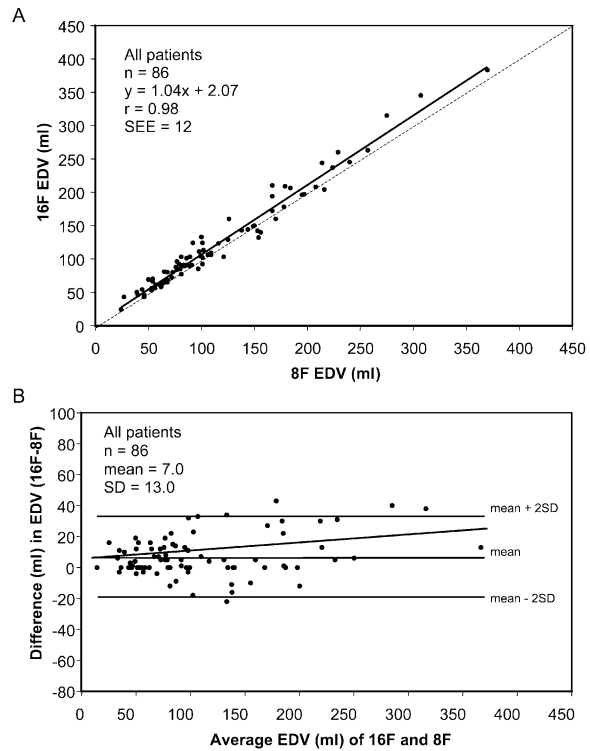 A
All patients
n = 86
y = 1.04x + 2.07
r = 0.98
SEE = 12
16F EDV (ml)
450
400
350
300
250
200
150
100
50
0
0 50 100 150 200 250 300 350 400 450
8F EDV (ml)
B
All patients
n = 86
mean = 7.0
SD = 13.0
Difference (ml) in EDV (16F-8F)
100
80
60
40
20
0
-20
-40
-60
-80
mean + 2SD
mean
mean - 2SD
0 50 100 150 200 250 300 350 400 450
Average EDV (ml) of 16F and 8F